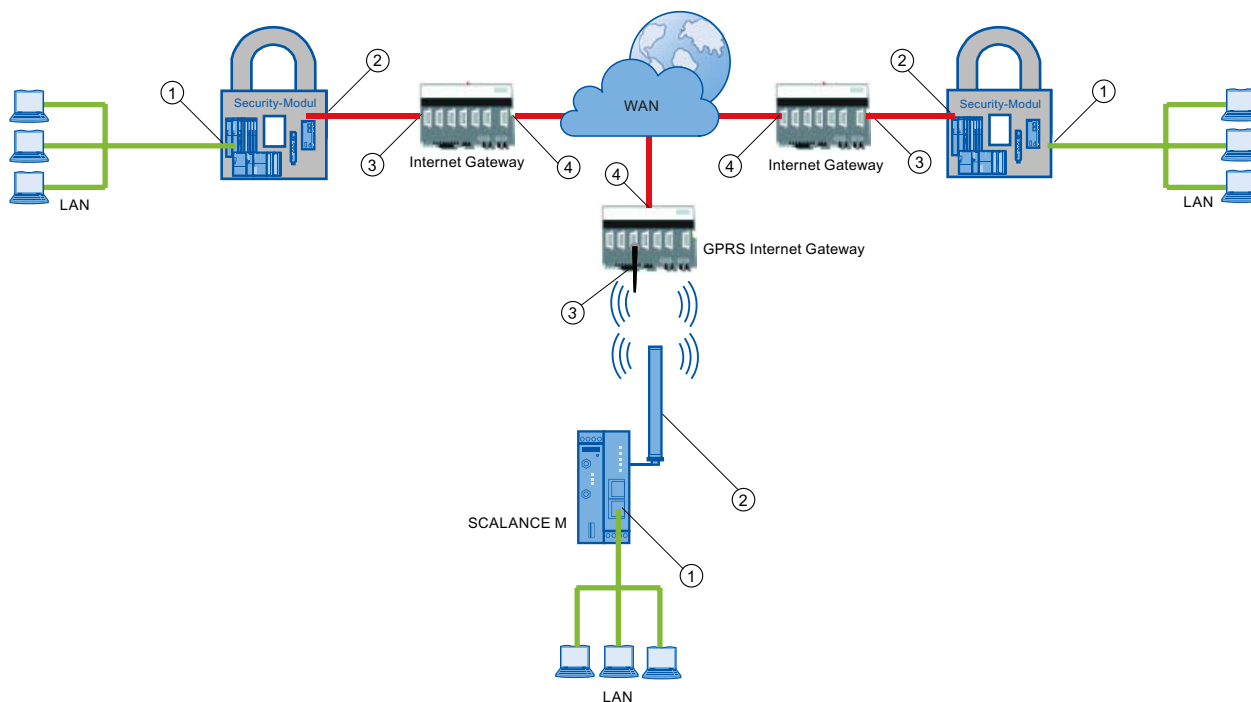 2
2
1
Security-Modul
WAN
Security-Modul
1
3
Internet Gateway
4
4
Internet Gateway
3
LAN
4
LAN
GPRS Internet Gateway
3
2
SCALANCE M
1
LAN